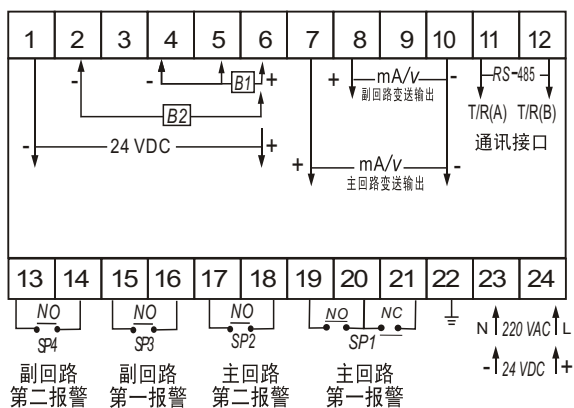 1 2 3 4 5 6 7 8 9 10 11 12
- - B1 + + mA/v - RS-485
副回路变送输出
- B2 T/R(A) T/R(B)
- 24 VDC + 通讯接口
+ mA/v -
主回路变送输出
13 14 15 16 17 18 19 20 21 22 23 24
NO NO NO NO NC N 220 VAC L
SP4 SP3 SP2 SP1
- 24 VDC +
副回路 副回路 主回路 主回路
第二报警 第一报警 第二报警 第一报警